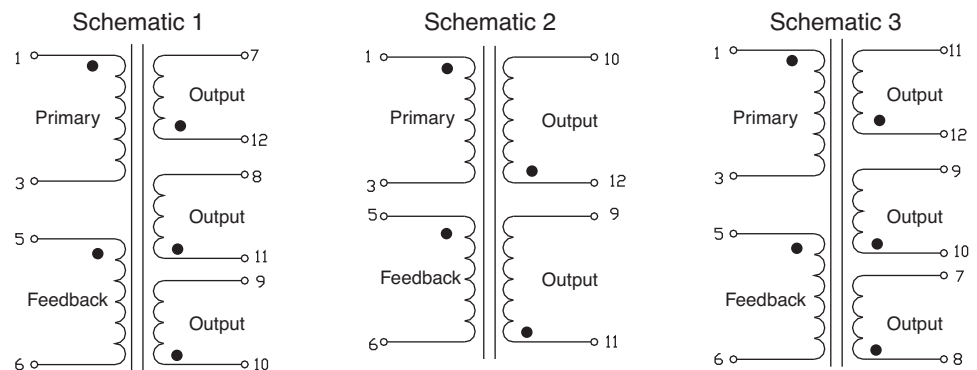 Schematic 1
1
Primary
3
5
Feedback
6
7
Output
12
8
Output
11
9
Output
10
Schematic 2
1
Primary
3
5
Feedback
6
10
Output
12
9
Output
11
Schematic 3
1
Primary
3
5
Feedback
6
11
Output
12
9
Output
10
7
Output
8